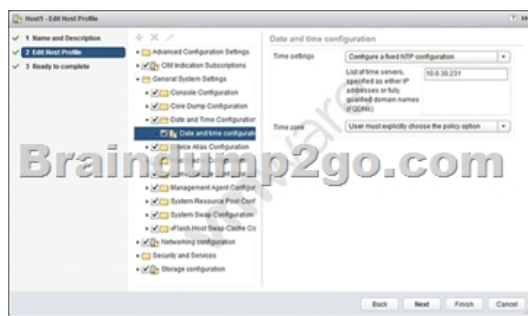 Host1 - Edit Host Profile
1 Name and Description
2 Edit Host Profile
3 Ready to complete
Advanced Configuration Settings
CIM Indication Subscriptions
General System Settings
Console Configuration
Core Dump Configuration
Date and Time Configuration
Date and time configurati
Device Alias Configuration
Management Agent Configur
System Resource Pool Conf
System Swap Configuration
vFlash Host Swap Cache Co
Networking configuration
Security and Services
Storage configuration
Date and time configuration
Time settings
Configure a fixed NTP configuration
List of time servers,
specified as either IP
addresses or fully
qualified domain names
(FQDNs).
10.0.30.231
Time zone
User must explicitly choose the policy option
Braindump2go.com
vmware
Back Next Finish Cancel